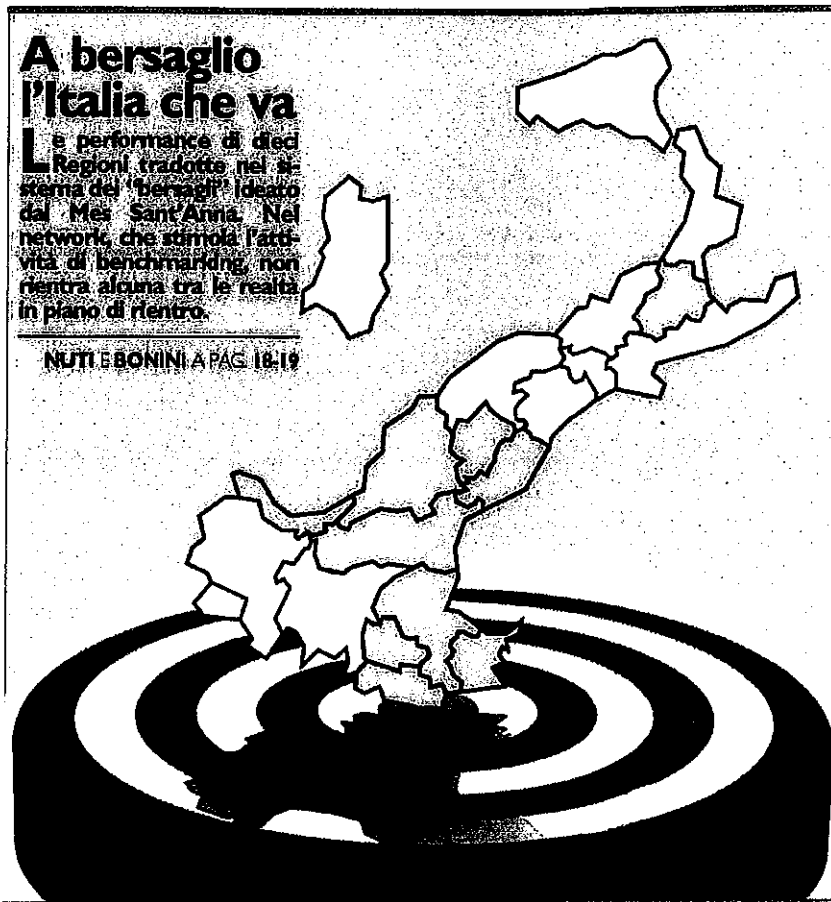 A bersaglio
l'Italia che va
Le performance di dieci
Regioni tradotte nel si-
stema dei "bersagli" ideato
dal Mes Sant'Anna. Nel
network, che stimola l'atti-
vità di benchmarking, non
rientra alcuna tra le realtà
in piano di rientro.
NUTI E BONINI A PAG. 18-19